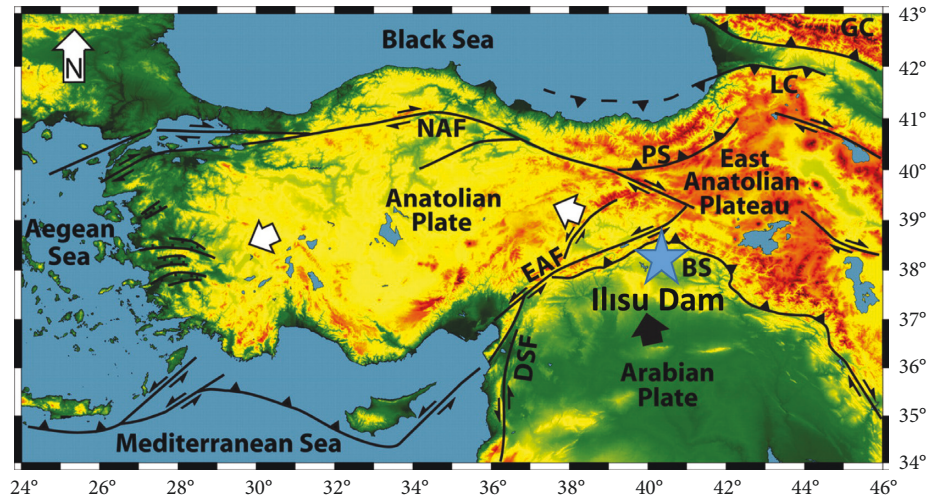 43°
GC
Black Sea
N
42°
LC
41°
NAF
PS
40°
East
Anatolian
Plateau
Anatolian
Plate
39°
Aegean
Sea
EAF
BS
38°
Ilısu Dam
37°
DSF
Arabian
Plate
36°
35°
Mediterranean Sea
34°
24° 26° 28° 30° 32° 34° 36° 38° 40° 42° 44° 46°